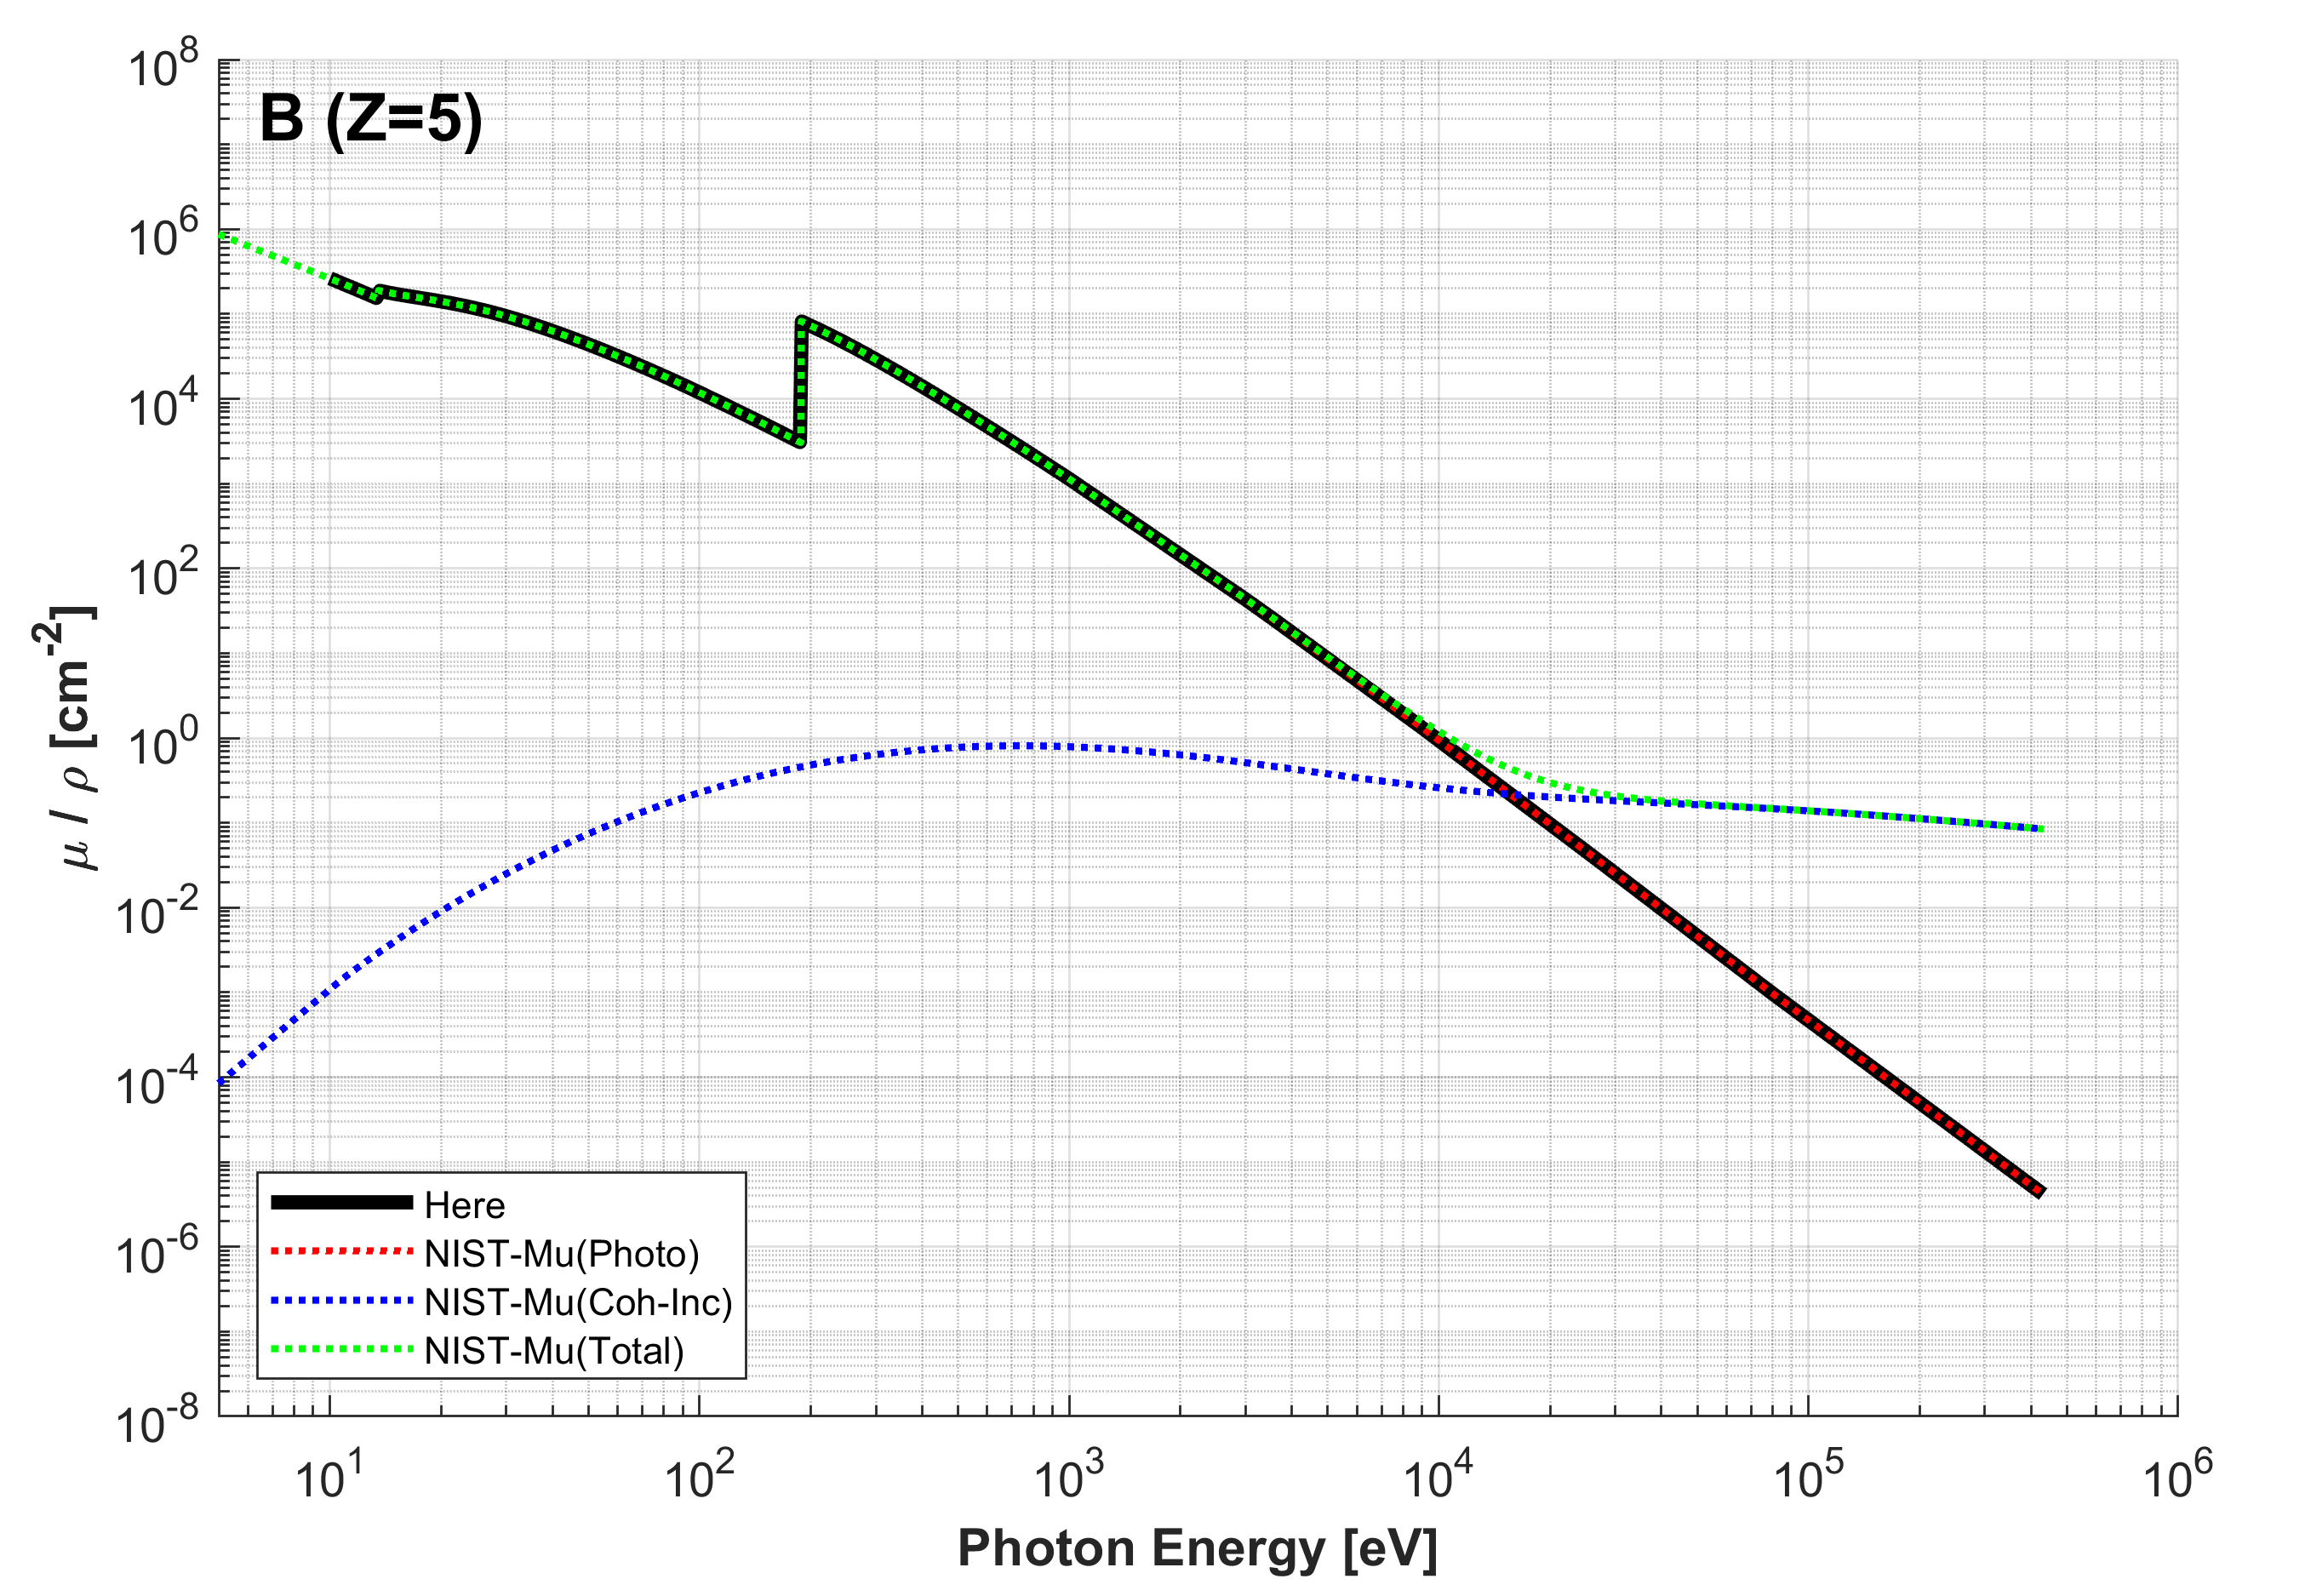 B (Z=5)
10^8
10^6
10^4
10^2
10^0
10^-2
10^-4
10^-6
10^-8
μ / ρ [cm^-2]
Here
NIST-Mu(Photo)
NIST-Mu(Coh-Inc)
NIST-Mu(Total)
10^1 10^2 10^3 10^4 10^5 10^6
Photon Energy [eV]